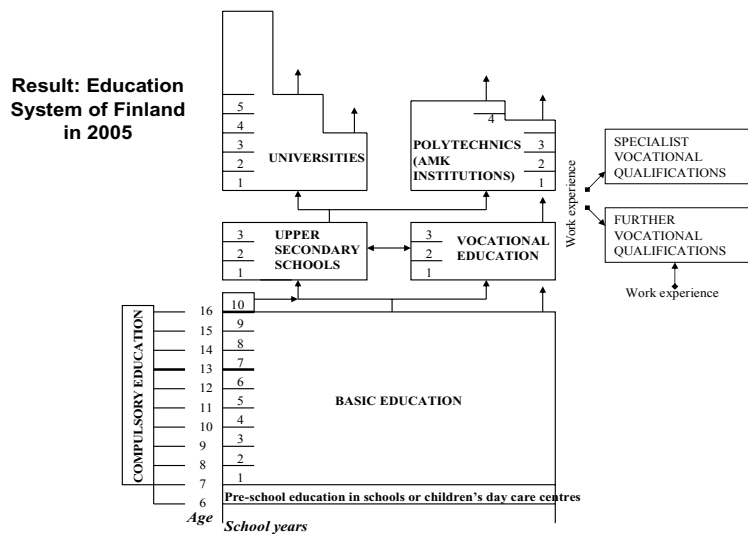 Result: Education
System of Finland
in 2005
5
4
3
2
1
UNIVERSITIES
4
POLYTECHNICS
(AMK
INSTITUTIONS)
3
2
1
Work experience
SPECIALIST
VOCATIONAL
QUALIFICATIONS
FURTHER
VOCATIONAL
QUALIFICATIONS
Work experience
3
2
1
UPPER
SECONDARY
SCHOOLS
3
2
1
VOCATIONAL
EDUCATION
COMPULSORY EDUCATION
16
15
14
13
12
11
10
9
8
7
6
Age
10
9
8
7
6
5
4
3
2
1
BASIC EDUCATION
Pre-school education in schools or children's day care centres
School years